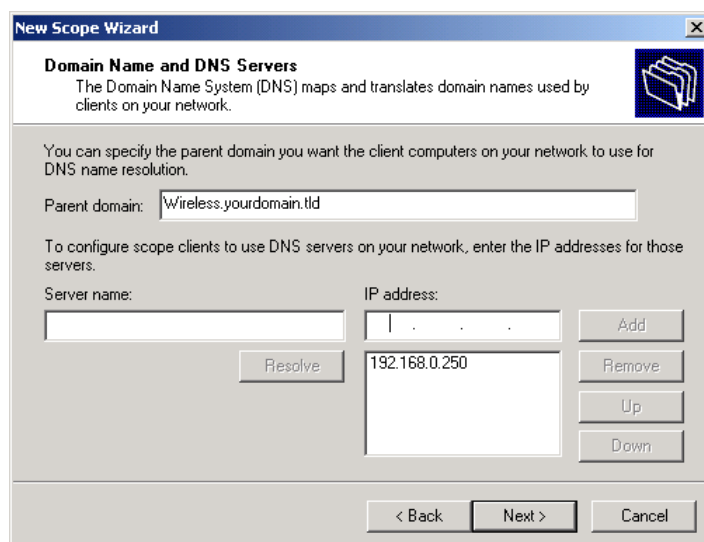 New Scope Wizard
Domain Name and DNS Servers
The Domain Name System (DNS) maps and translates domain names used by
clients on your network.
You can specify the parent domain you want the client computers on your network to use for
DNS name resolution.
Parent domain: Wireless.yourdomain.tld
To configure scope clients to use DNS servers on your network, enter the IP addresses for those
servers.
Server name: IP address:
. . . Add
Resolve 192.168.0.250 Remove
Up
Down
< Back Next > Cancel